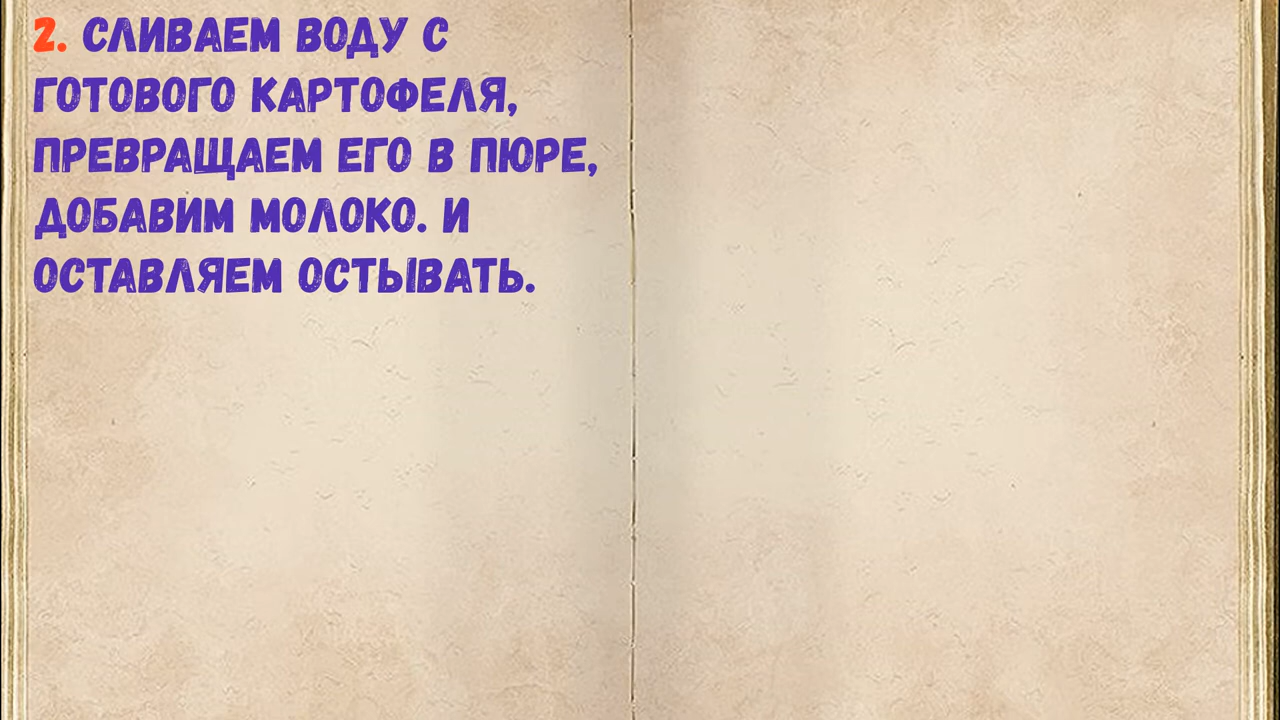 2. СЛИВАЕМ ВОДУ С
ГОТОВОГО КАРТОФЕЛЯ,
ПРЕВРАЩАЕМ ЕГО В ПЮРЕ,
ДОБАВИМ МОЛОКО. И
ОСТАВЛЯЕМ ОСТЫВАТЬ.